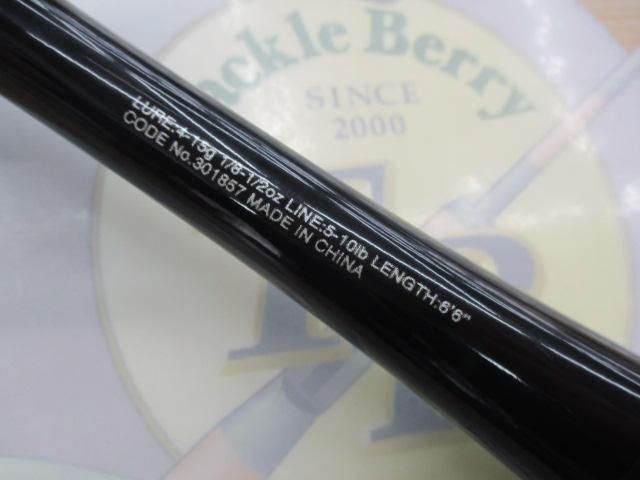 ackle Berry
SINCE
2000
LURE:4-15g 1/8-1/2oz LINE:5-10lb LENGTH:6'6"
CODE No.301857 MADE IN CHINA